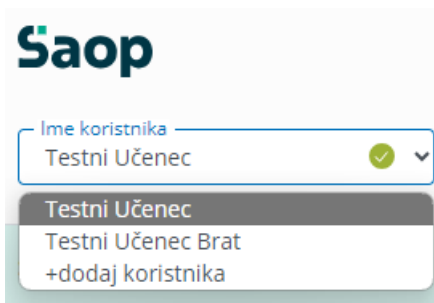 Saop
Ime koristnika
Testni Učenec
Testni Učenec
Testni Učenec Brat
+dodaj koristnika